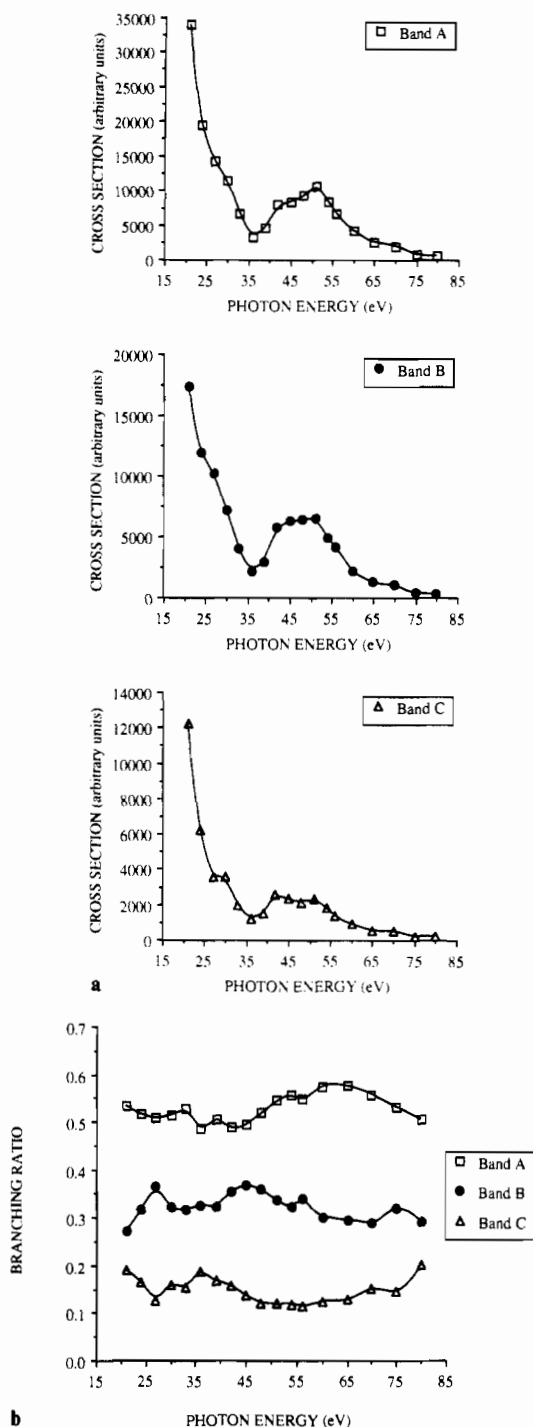 Band A
CROSS SECTION (arbitrary units)
35000
30000
25000
20000
15000
10000
5000
0
15 25 35 45 55 65 75 85
PHOTON ENERGY (eV)
Band B
CROSS SECTION (arbitrary units)
20000
15000
10000
5000
0
15 25 35 45 55 65 75 85
PHOTON ENERGY (eV)
Band C
CROSS SECTION (arbitrary units)
14000
12000
10000
8000
6000
4000
2000
0
15 25 35 45 55 65 75 85
a PHOTON ENERGY (eV)
BRANCHING RATIO
0.7
0.6
0.5
0.4
0.3
0.2
0.1
0.0
Band A
Band B
Band C
15 25 35 45 55 65 75 85
b PHOTON ENERGY (eV)